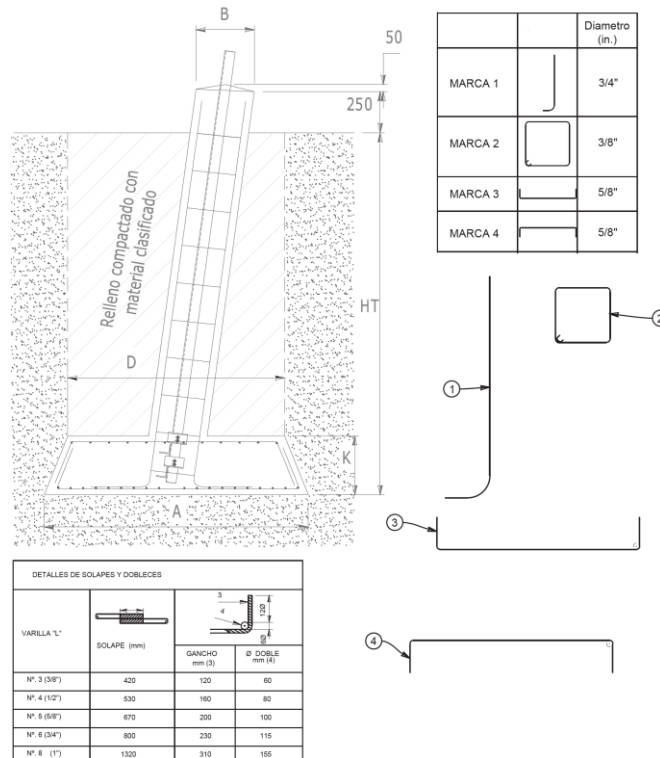 B
50
250
Relleno compactado con
material clasificado
HT
D
K
A
Diametro
(in.)
MARCA 1
3/4"
MARCA 2
3/8"
MARCA 3
5/8"
MARCA 4
5/8"
1
2
3
4
DETALLES DE SOLAPES Y DOBLECES
VARILLA "L"
SOLAPE (mm)
3
4
12Ø
6Ø
GANCHO
mm (3)
Ø DOBLE
mm (4)
Nº. 3 (3/8") 420 120 60
Nº. 4 (1/2") 530 160 80
Nº. 5 (5/8") 670 200 100
Nº. 6 (3/4") 800 230 115
Nº. 8 (1") 1320 310 155